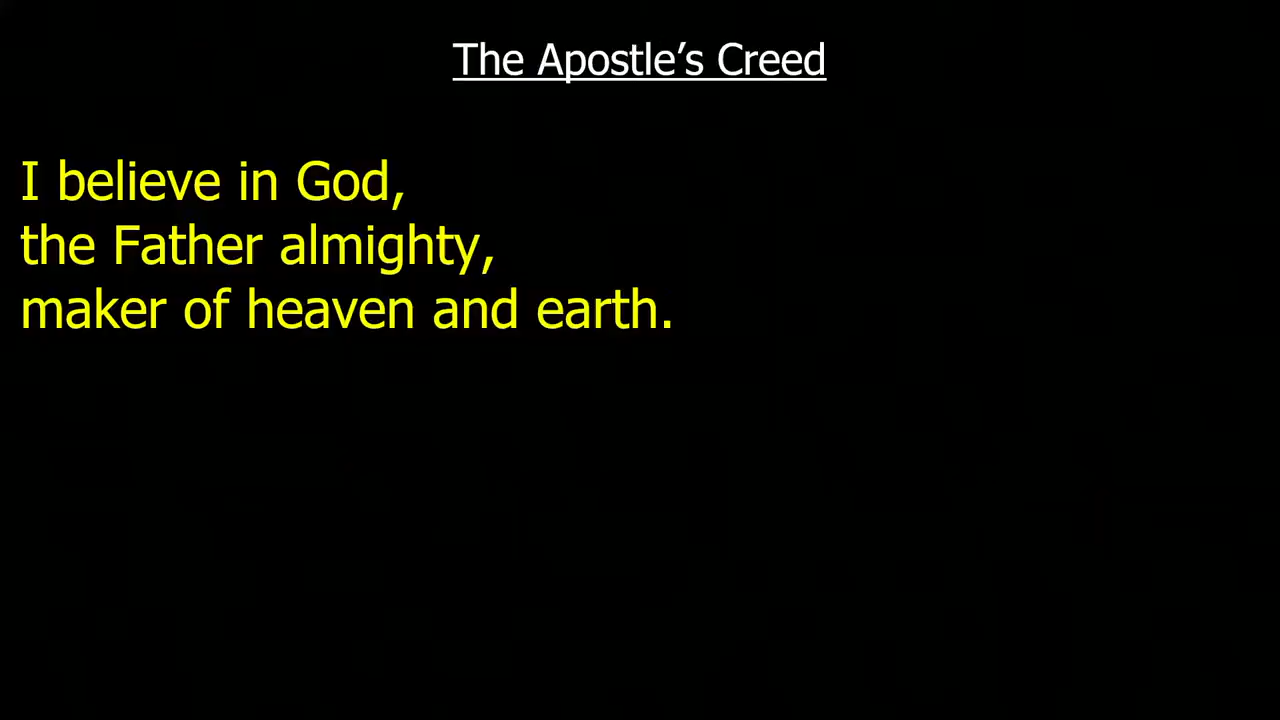 The Apostle’s Creed
I believe in God,
the Father almighty,
maker of heaven and earth.